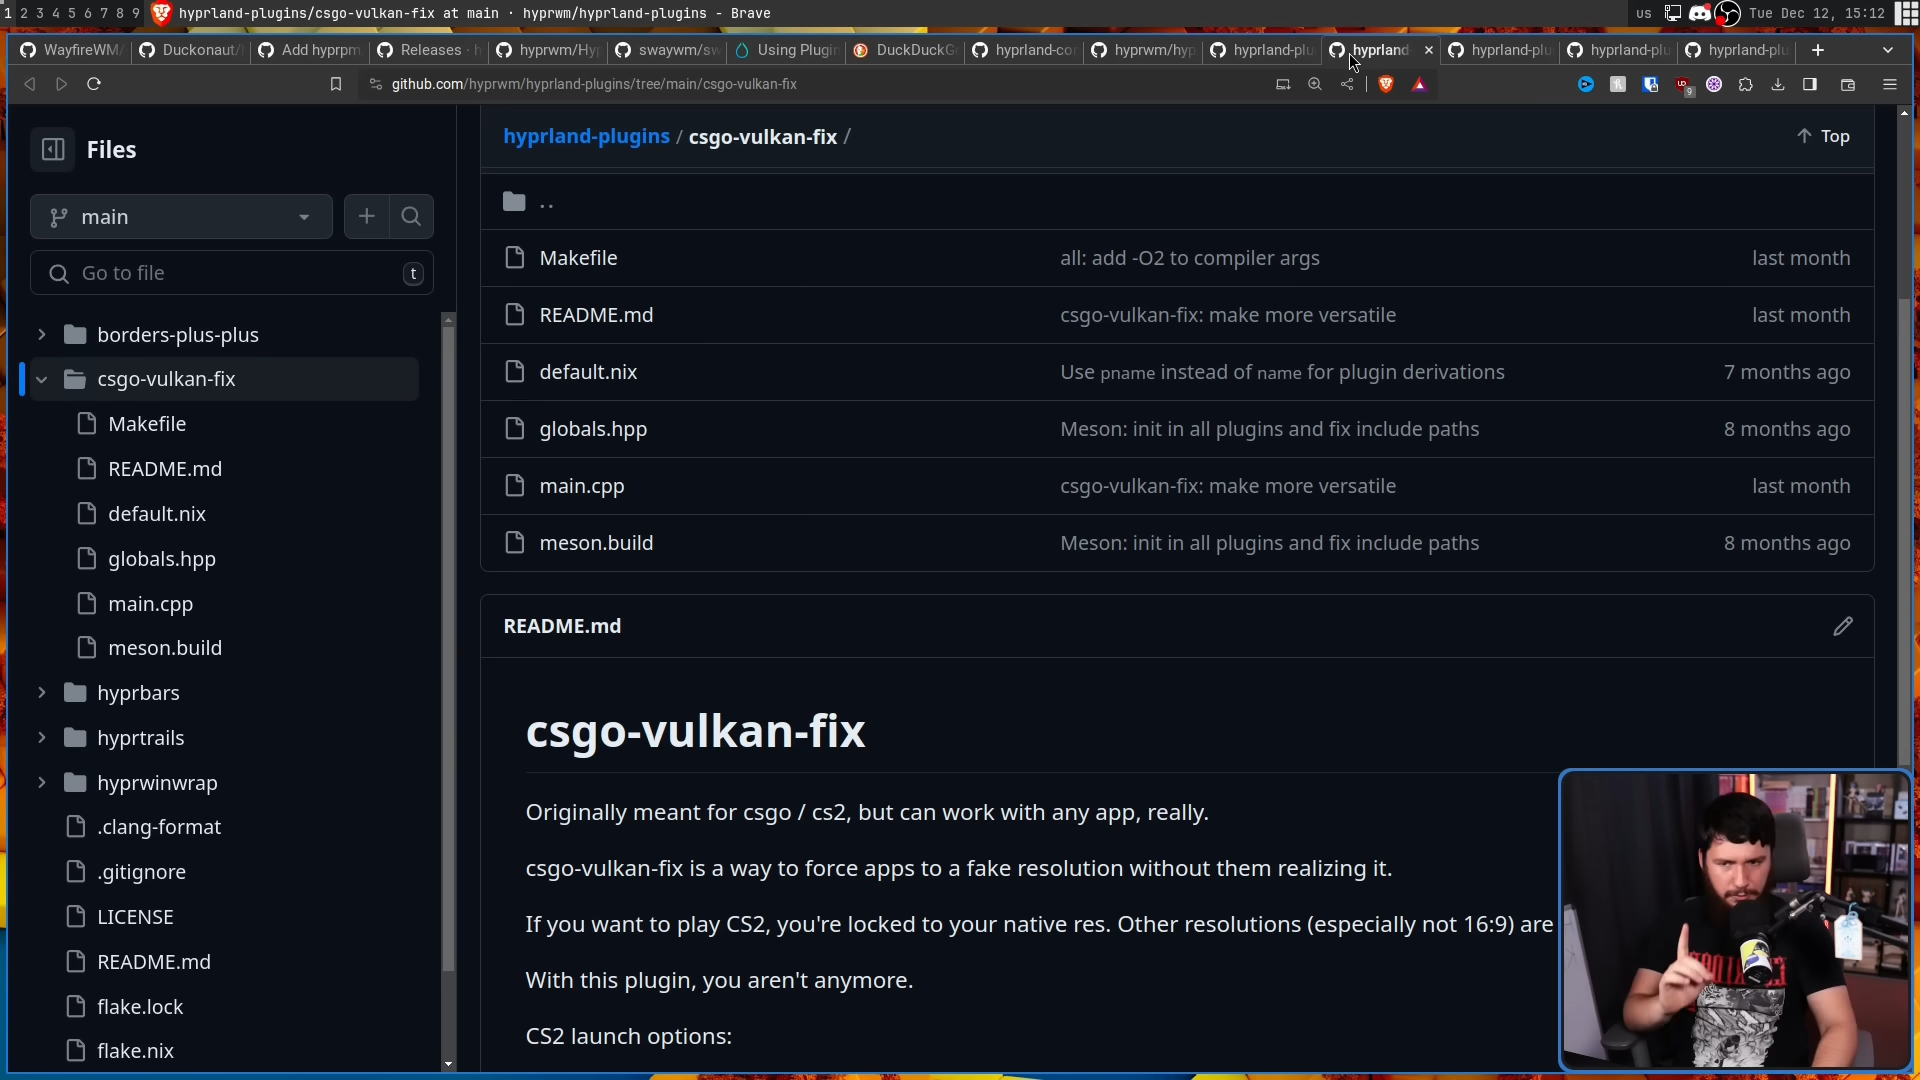 1 2 3 4 5 6 7 8 9 hyprland-plugins/csgo-vulkan-fix at main · hyprwm/hyprland-plugins - Brave us Tue Dec 12, 15:12
WayfireWM/ Duckonaut/ Add hyprpm Releases · h hyprwm/Hy swaywm/sw Using Plugin DuckDuckG hyprland-co hyprwm/hyp hyprland-plu hyprland- hyprland-plu hyprland-plu hyprland-plu
github.com/hyprwm/hyprland-plugins/tree/main/csgo-vulkan-fix 9
Files
main
Go to file t
borders-plus-plus
csgo-vulkan-fix
Makefile
README.md
default.nix
globals.hpp
main.cpp
meson.build
hyprbars
hyprtrails
hyprwinwrap
.clang-format
.gitignore
LICENSE
README.md
flake.lock
flake.nix
hyprland-plugins / csgo-vulkan-fix / Top
..
Makefile all: add -O2 to compiler args last month
README.md csgo-vulkan-fix: make more versatile last month
default.nix Use pname instead of name for plugin derivations 7 months ago
globals.hpp Meson: init in all plugins and fix include paths 8 months ago
main.cpp csgo-vulkan-fix: make more versatile last month
meson.build Meson: init in all plugins and fix include paths 8 months ago
README.md
csgo-vulkan-fix
Originally meant for csgo / cs2, but can work with any app, really.
csgo-vulkan-fix is a way to force apps to a fake resolution without them realizing it.
If you want to play CS2, you're locked to your native res. Other resolutions (especially not 16:9) are
With this plugin, you aren't anymore.
CS2 launch options: